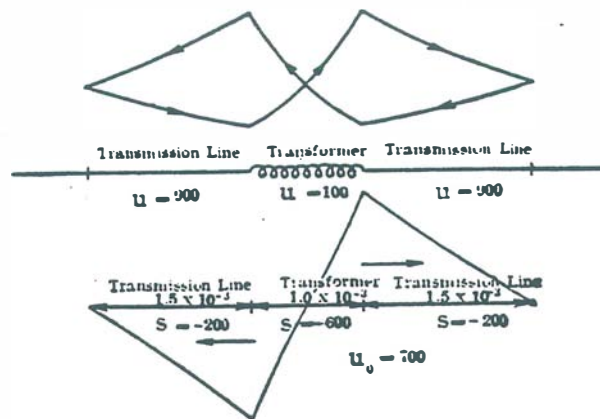 Transmission Line Transformer Transmission Line
u = 900 u = 100 u = 900
Transmission Line Transformer Transmission Line
1.5 x 10⁻³ 1.0 x 10⁻³ 1.5 x 10⁻³
S = -200 S = -600 S = -200
u₀ = 700